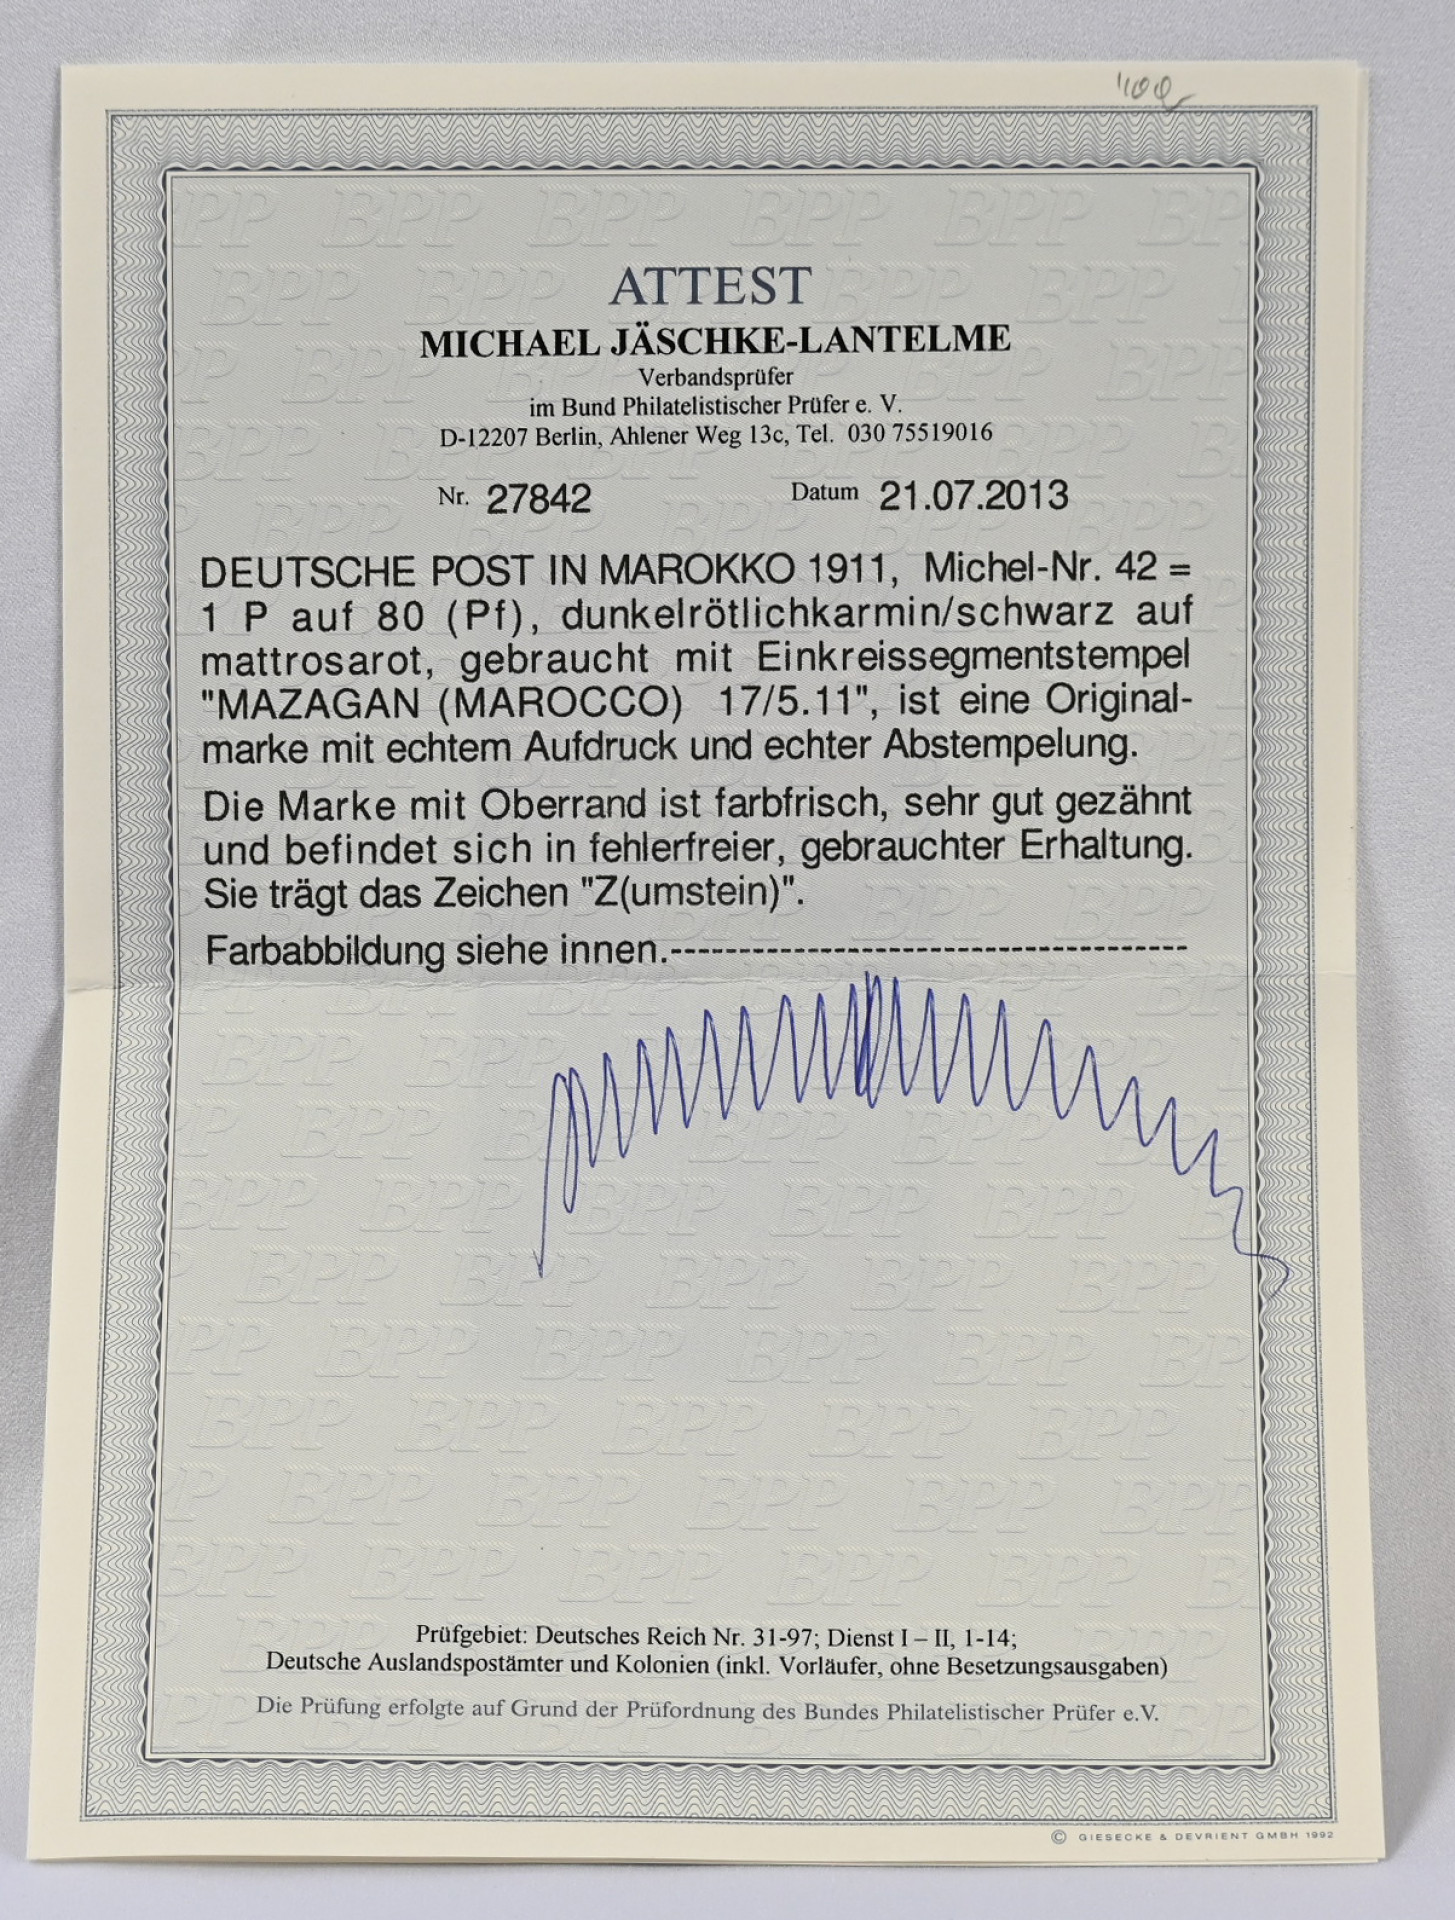 ATTEST
MICHAEL JÄSCHKE-LANTELME
Verbandsprüfer
im Bund Philatelistischer Prüfer e. V.
D-12207 Berlin, Ahlener Weg 13c, Tel. 030 75519016
Nr. 27842 Datum 21.07.2013
DEUTSCHE POST IN MAROKKO 1911, Michel-Nr. 42 =
1 P auf 80 (Pf), dunkelrötlichkarmin/schwarz auf
mattrosarot, gebraucht mit Einkreissegmentstempel
"MAZAGAN (MAROCCO) 17/5.11", ist eine Original-
marke mit echtem Aufdruck und echter Abstempelung.
Die Marke mit Oberrand ist farbfrisch, sehr gut gezähnt
und befindet sich in fehlerfreier, gebrauchter Erhaltung.
Sie trägt das Zeichen "Z(umstein)".
Farbabbildung siehe innen.--------------------------------------
Prüfgebiet: Deutsches Reich Nr. 31-97; Dienst I – II, 1-14;
Deutsche Auslandspostämter und Kolonien (inkl. Vorläufer, ohne Besetzungsausgaben)
Die Prüfung erfolgte auf Grund der Prüfordnung des Bundes Philatelistischer Prüfer e.V.
© GIESECKE & DEVRIENT GMBH 1992